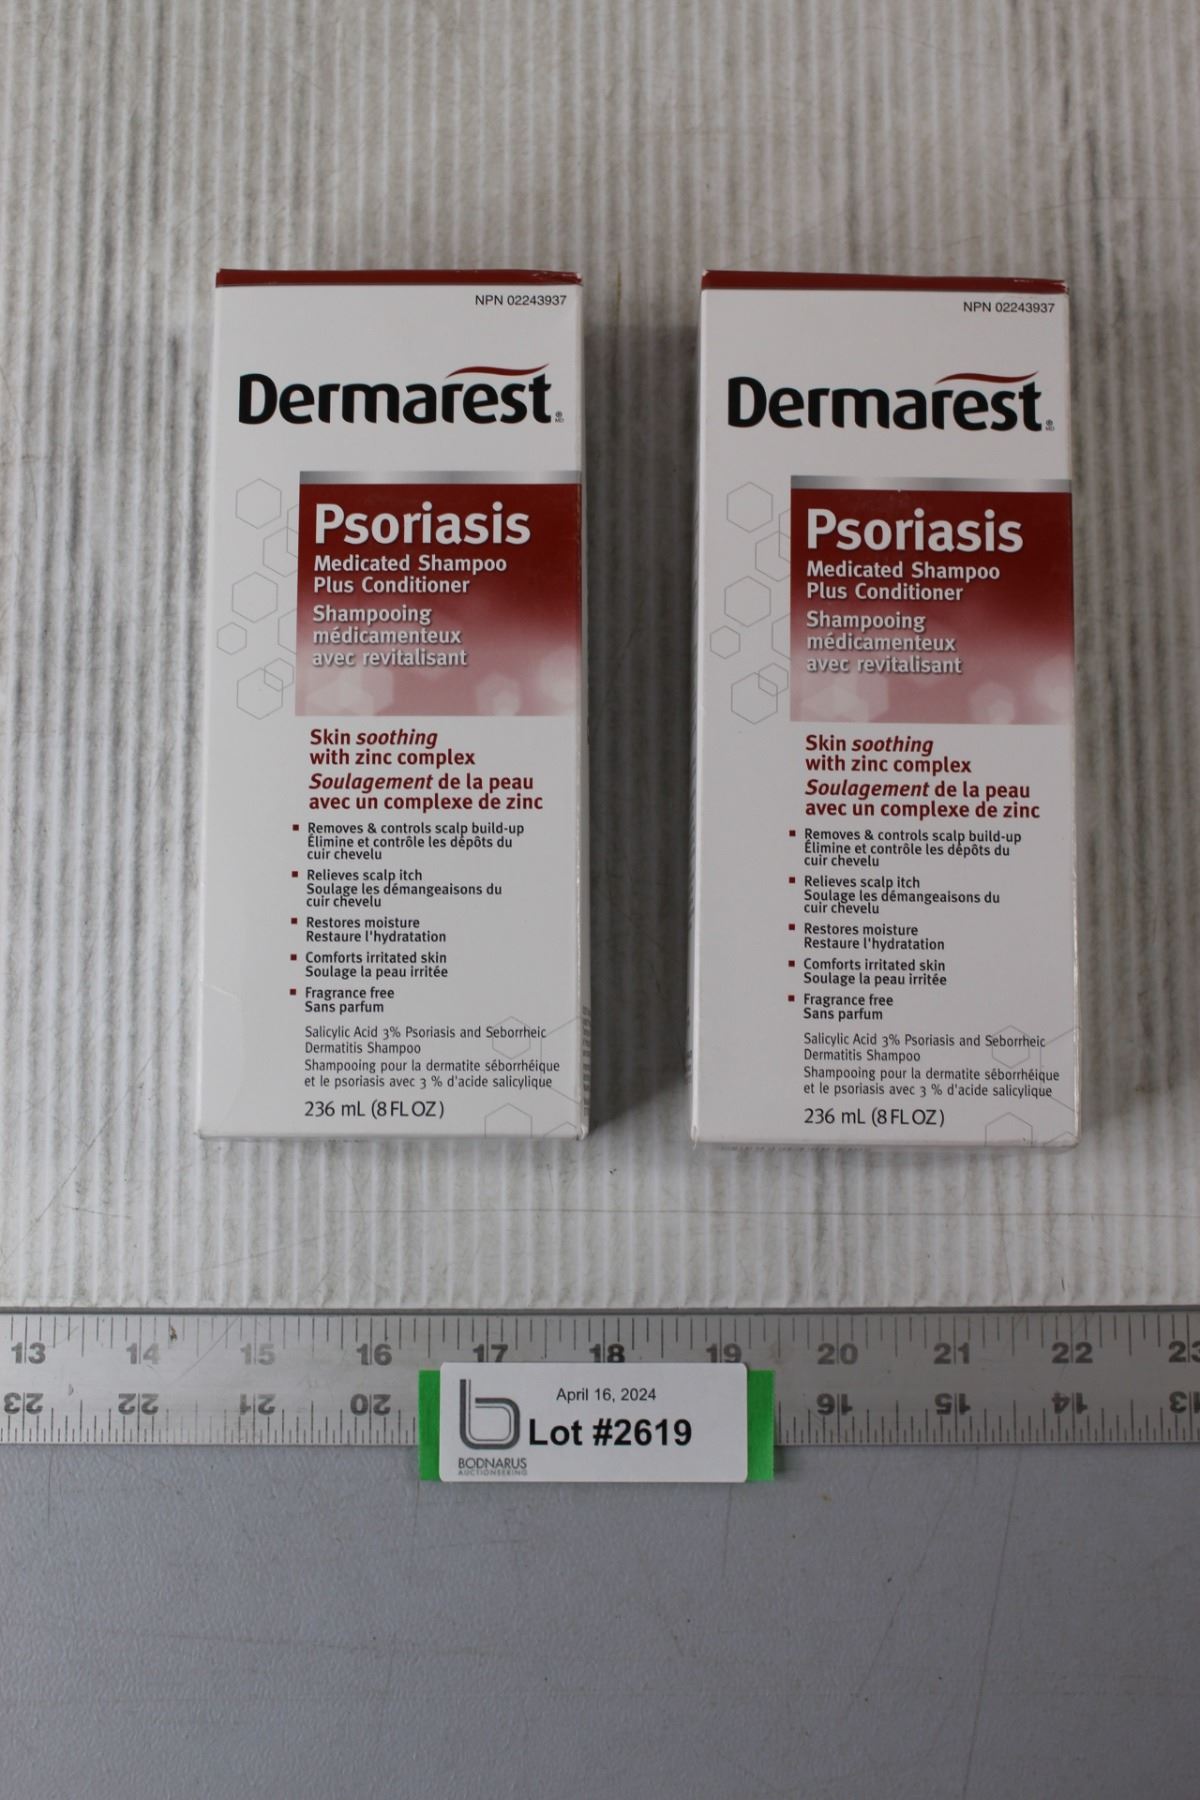 NPN 02243937
Dermarest
Psoriasis
Medicated Shampoo
Plus Conditioner
Shampooing
médicamenteux
avec revitalisant
Skin soothing
with zinc complex
Soulagement de la peau
avec un complexe de zinc
Removes & controls scalp build-up
Élimine et contrôle les dépôts du
cuir chevelu
Relieves scalp itch
Soulage les démangeaisons du
cuir chevelu
Restores moisture
Restaure l'hydratation
Comforts irritated skin
Soulage la peau irritée
Fragrance free
Sans parfum
Salicylic Acid 3% Psoriasis and Seborrheic
Dermatitis Shampoo
Shampooing pour la dermatite séborrhéique
et le psoriasis avec 3 % d'acide salicylique
236 mL (8 FL OZ)
NPN 02243937
Dermarest
Psoriasis
Medicated Shampoo
Plus Conditioner
Shampooing
médicamenteux
avec revitalisant
Skin soothing
with zinc complex
Soulagement de la peau
avec un complexe de zinc
Removes & controls scalp build-up
Élimine et contrôle les dépôts du
cuir chevelu
Relieves scalp itch
Soulage les démangeaisons du
cuir chevelu
Restores moisture
Restaure l'hydratation
Comforts irritated skin
Soulage la peau irritée
Fragrance free
Sans parfum
Salicylic Acid 3% Psoriasis and Seborrheic
Dermatitis Shampoo
Shampooing pour la dermatite séborrhéique
et le psoriasis avec 3 % d'acide salicylique
236 mL (8 FL OZ)
13 14 15 16 17 18 19 20 21 22 23
23 22 21 20 16 15 14 13
April 16, 2024
Lot #2619
BODNARUS
AUCTIONEERING